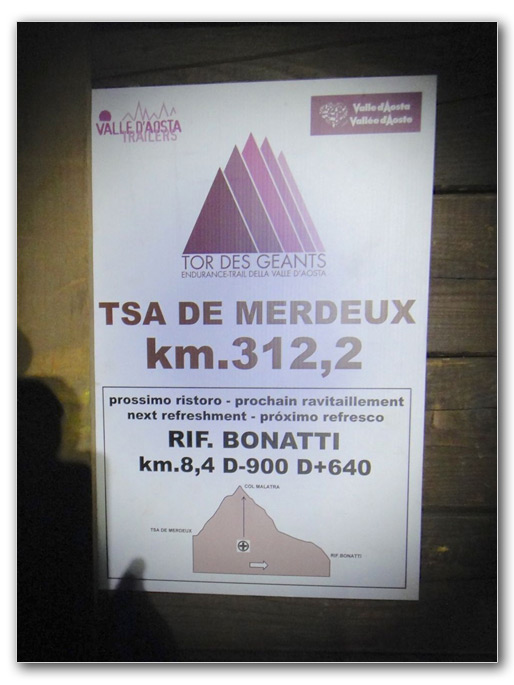 VALLE D'AOSTA
TRAILERS
Valle d'Aosta
Vallée d'Aoste
TOR DES GEANTS
ENDURANCE-TRAIL DELLA VALLE D'AOSTA
TSA DE MERDEUX
km.312,2
prossimo ristoro - prochain ravitaillement
next refreshment - próximo refresco
RIF. BONATTI
km.8,4 D-900 D+640
COL MALATRA
TSA DE MERDEUX
RIF. BONATTI